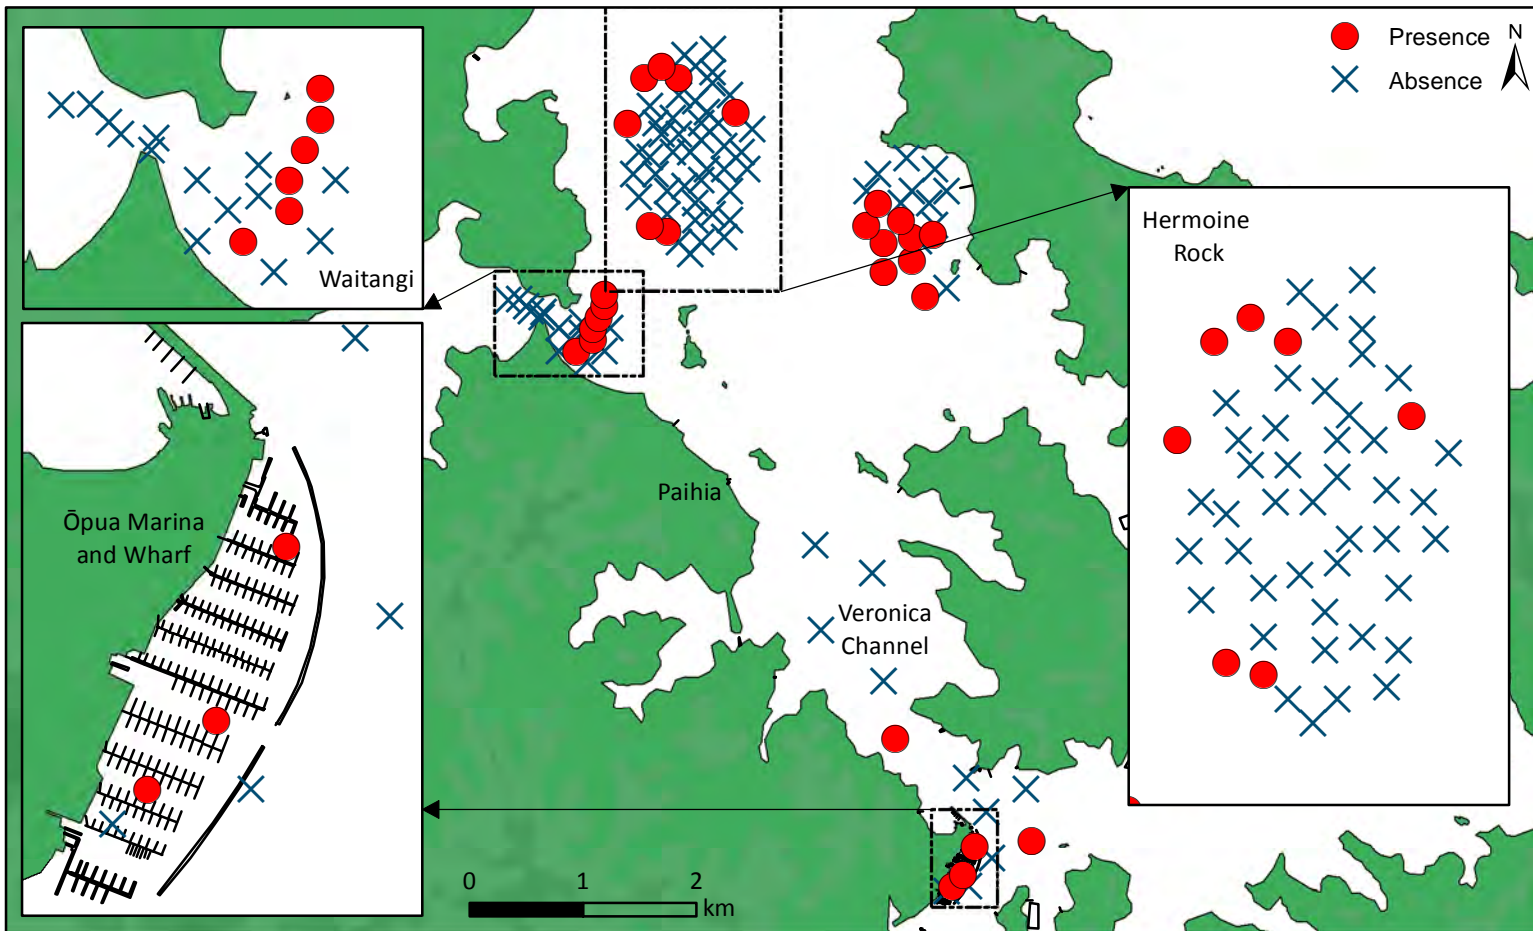 Presence
N
Absence
Hermoine
Rock
Waitangi
Paihia
Ōpua Marina
and Wharf
Veronica
Channel
0 1 2
km